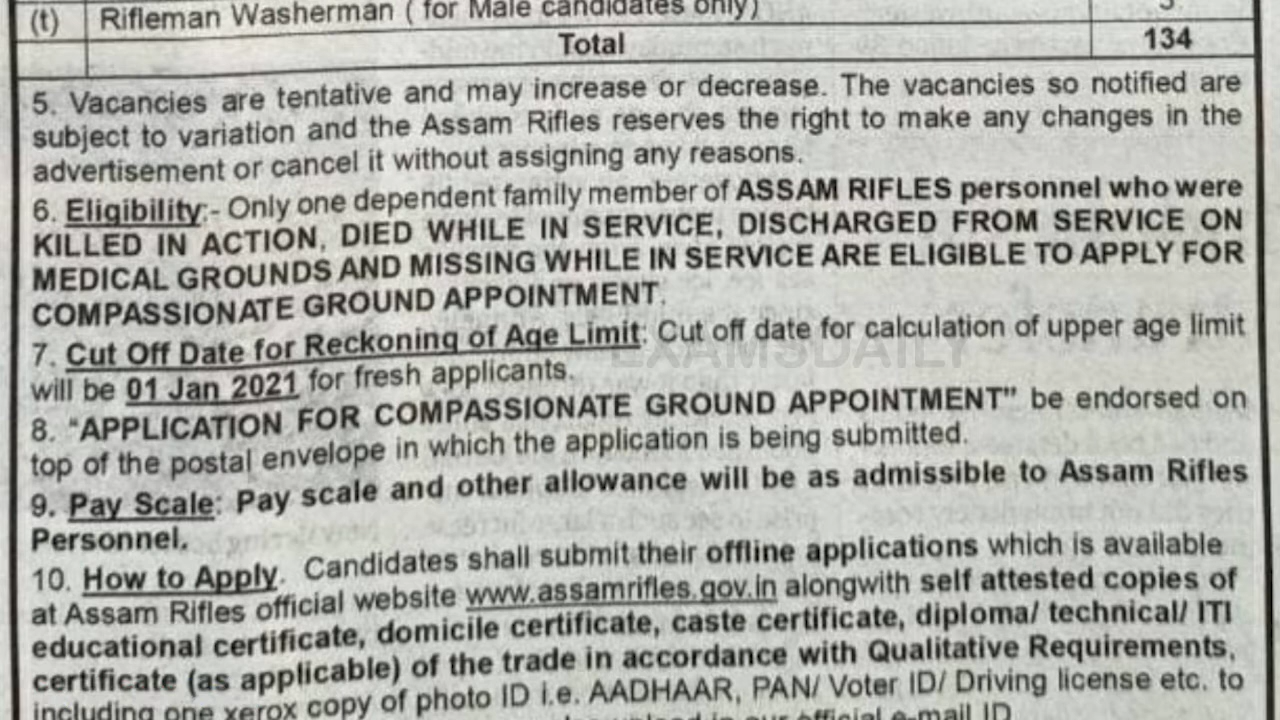 (t) Rifleman Washerman ( for Male candidates only)
Total 134
5. Vacancies are tentative and may increase or decrease. The vacancies so notified are
subject to variation and the Assam Rifles reserves the right to make any changes in the
advertisement or cancel it without assigning any reasons.
6. Eligibility:- Only one dependent family member of ASSAM RIFLES personnel who were
KILLED IN ACTION, DIED WHILE IN SERVICE, DISCHARGED FROM SERVICE ON
MEDICAL GROUNDS AND MISSING WHILE IN SERVICE ARE ELIGIBLE TO APPLY FOR
COMPASSIONATE GROUND APPOINTMENT.
7. Cut Off Date for Reckoning of Age Limit: Cut off date for calculation of upper age limit
EXAMSDAILY
will be 01 Jan 2021 for fresh applicants.
8. "APPLICATION FOR COMPASSIONATE GROUND APPOINTMENT" be endorsed on
top of the postal envelope in which the application is being submitted.
9. Pay Scale: Pay scale and other allowance will be as admissible to Assam Rifles
Personnel.
10. How to Apply. Candidates shall submit their offline applications which is available
at Assam Rifles official website www.assamrifles.gov.in alongwith self attested copies of
educational certificate, domicile certificate, caste certificate, diploma/ technical/ ITI
certificate (as applicable) of the trade in accordance with Qualitative Requirements,
including one xerox copy of photo ID i.e. AADHAAR, PAN/ Voter ID/ Driving license etc. to
in our official e-mail ID